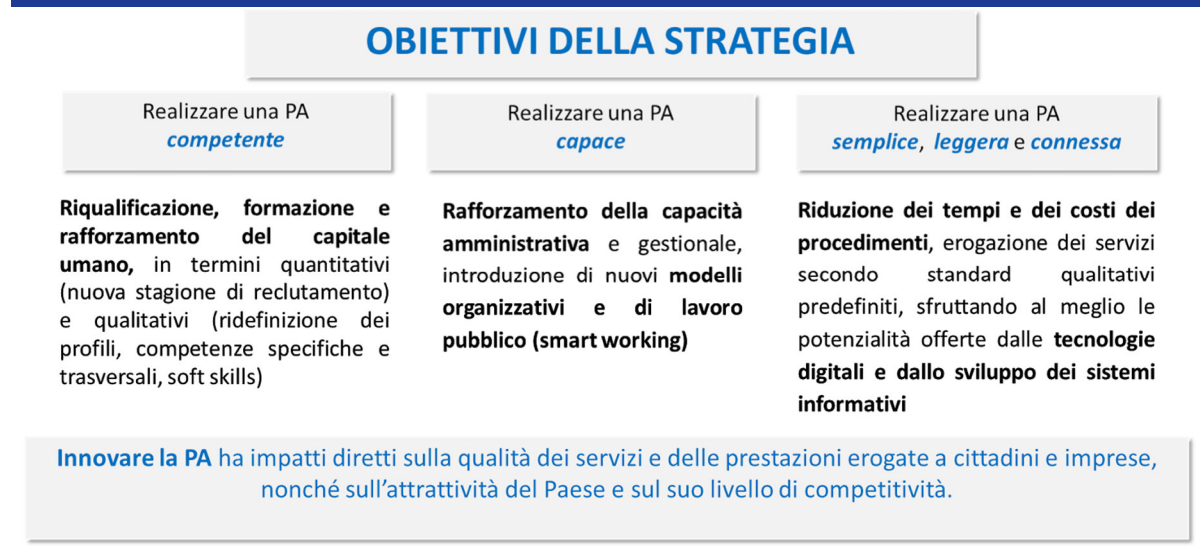 OBIETTIVI DELLA STRATEGIA
Realizzare una PA
competente
Riqualificazione, formazione e
rafforzamento del capitale
umano, in termini quantitativi
(nuova stagione di reclutamento)
e qualitativi (ridefinizione dei
profili, competenze specifiche e
trasversali, soft skills)
Realizzare una PA
capace
Rafforzamento della capacità
amministrativa e gestionale,
introduzione di nuovi modelli
organizzativi e di lavoro
pubblico (smart working)
Realizzare una PA
semplice, leggera e connessa
Riduzione dei tempi e dei costi dei
procedimenti, erogazione dei servizi
secondo standard qualitativi
predefiniti, sfruttando al meglio le
potenzialità offerte dalle tecnologie
digitali e dallo sviluppo dei sistemi
informativi
Innovare la PA ha impatti diretti sulla qualità dei servizi e delle prestazioni erogate a cittadini e imprese,
nonché sull'attrattività del Paese e sul suo livello di competitività.